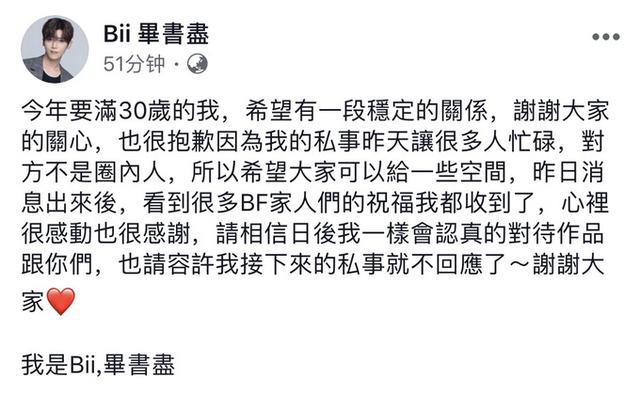 Bii 畢書盡
51分钟
今年要滿30歲的我，希望有一段穩定的關係，謝謝大家
的關心，也很抱歉因為我的私事昨天讓很多人忙碌，對
方不是圈內人，所以希望大家可以給一些空間，昨日消
息出來後，看到很多BF家人們的祝福我都收到了，心裡
很感動也很感謝，請相信日後我一樣會認真的對待作品
跟你們，也請容許我接下來的私事就不回應了～謝謝大
家❤️
我是Bii,畢書盡